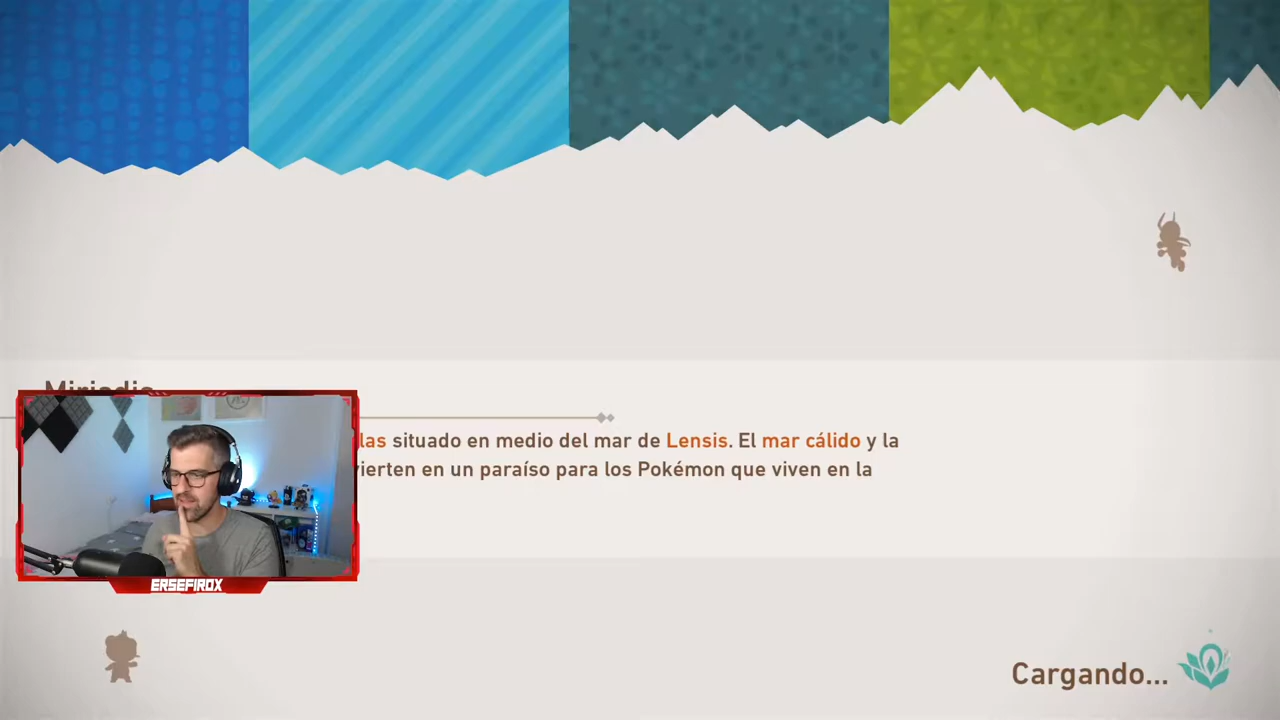 Miriadia
las situado en medio del mar de Lensis. El mar cálido y la
vierten en un paraíso para los Pokémon que viven en la
ERSEFIROX
Cargando...